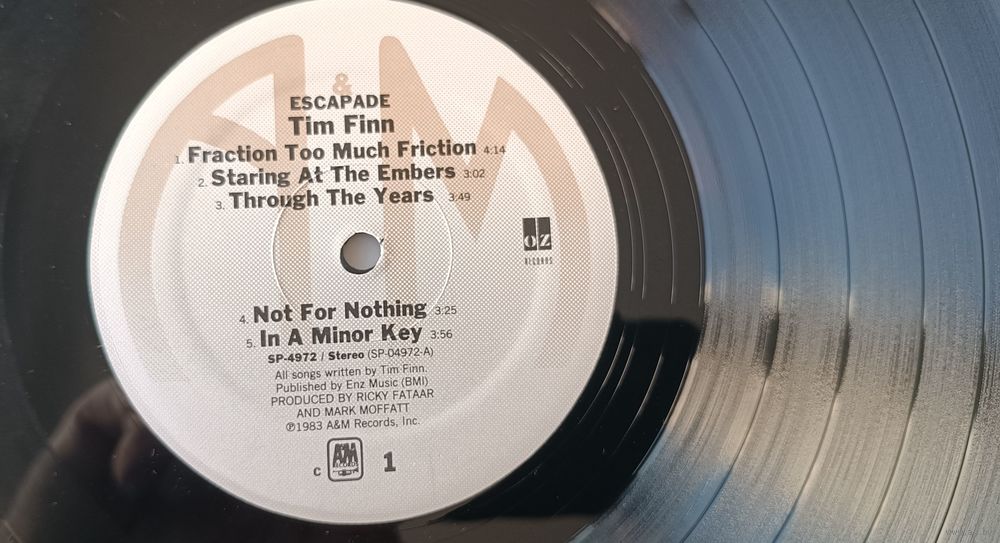 &
ESCAPADE
Tim Finn
1. Fraction Too Much Friction 4:14
2. Staring At The Embers 3:02
3. Through The Years 3:49
OZ
RECORDS
4. Not For Nothing 3:25
5. In A Minor Key 3:56
SP-4972 / Stereo (SP-04972-A)
All songs written by Tim Finn.
Published by Enz Music (BMI)
PRODUCED BY RICKY FATAAR
AND MARK MOFFATT
℗1983 A&M Records, Inc.
C A&M RECORDS 1